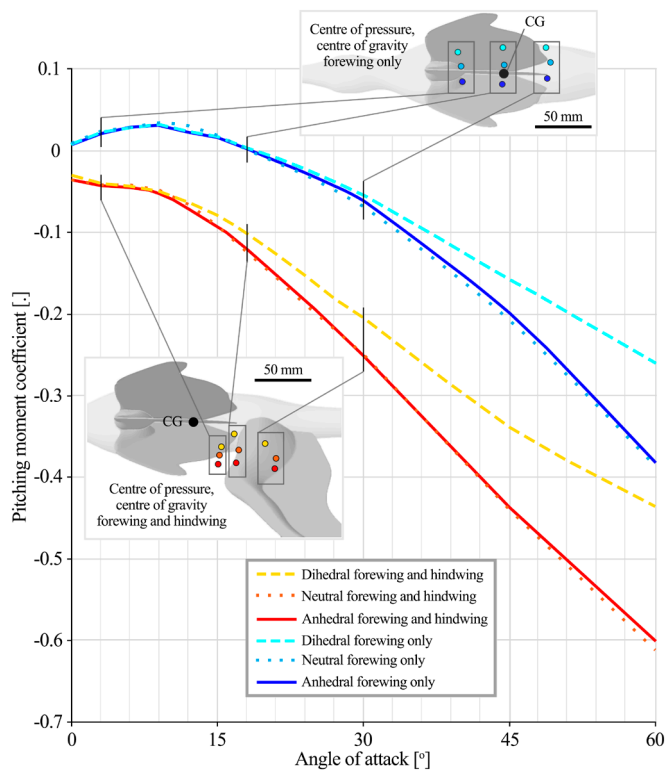 Centre of pressure,
centre of gravity
forewing only
CG
50 mm
0.1
0
-0.1
-0.2
-0.3
-0.4
-0.5
-0.6
-0.7
Pitching moment coefficient [.]
50 mm
CG
Centre of pressure,
centre of gravity
forewing and hindwing
Dihedral forewing and hindwing
Neutral forewing and hindwing
Anhedral forewing and hindwing
Dihedral forewing only
Neutral forewing only
Anhedral forewing only
0 15 30 45 60
Angle of attack [º]